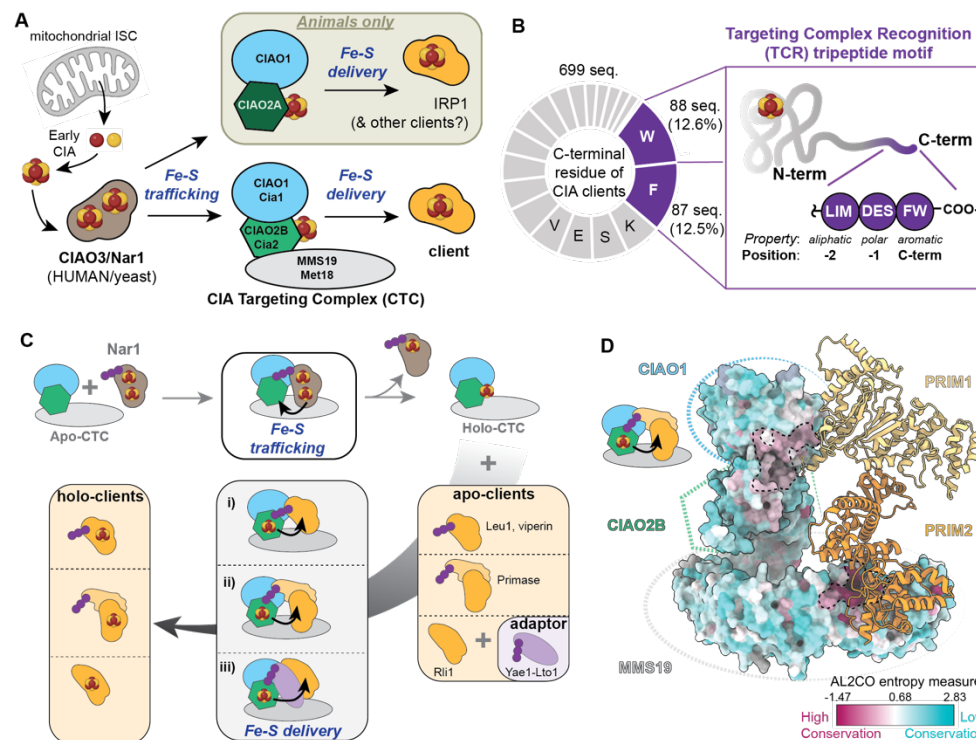 A
mitochondrial ISC
Early
CIA
CIAO3/Nar1
(HUMAN/yeast)
Fe-S
trafficking
Animals only
CIAO1
CIAO2A
Fe-S
delivery
IRP1
(& other clients?)
CIAO1
Cia1
CIAO2B
Cia2
MMS19
Met18
Fe-S
delivery
client
CIA Targeting Complex (CTC)
B
699 seq.
C-terminal
residue of
CIA clients
W
F
K
S
E
V
88 seq.
(12.6%)
87 seq.
(12.5%)
Targeting Complex Recognition
(TCR) tripeptide motif
N-term
C-term
LIM DES FW COO-
Property: aliphatic polar aromatic
Position: -2 -1 C-term
C
Nar1
+
Apo-CTC
Fe-S
trafficking
Holo-CTC
+
holo-clients
i)
ii)
iii)
Fe-S delivery
apo-clients
Leu1, viperin
Primase
Rli1
+
adaptor
Yae1-Lto1
D
CIAO1
PRIM1
CIAO2B
PRIM2
MMS19
AL2CO entropy measure
-1.47 0.68 2.83
High
Conservation
Lo
Conservatio